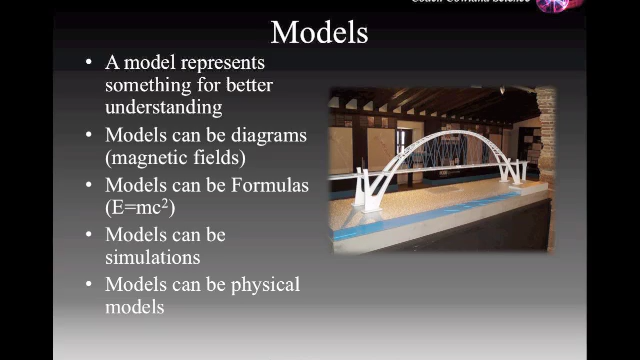 Models
• A model represents
something for better
understanding
• Models can be diagrams
(magnetic fields)
• Models can be Formulas
(E=mc²)
• Models can be
simulations
• Models can be physical
models